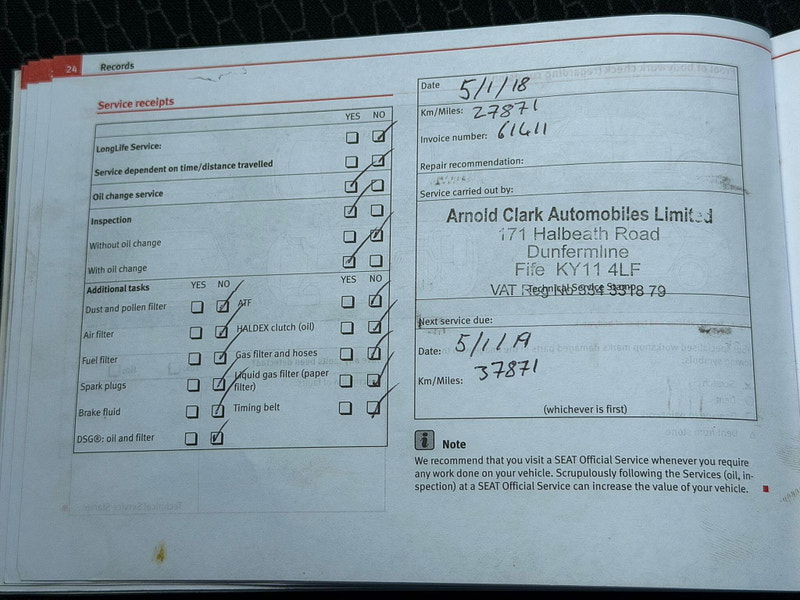 24 Records
Service receipts
YES NO
LongLife Service:
Service dependent on time/distance travelled
Oil change service
Inspection
Without oil change
With oil change
Additional tasks YES NO YES NO
Dust and pollen filter ATF
Air filter HALDEX clutch (oil)
Fuel filter Gas filter and hoses
Spark plugs Liquid gas filter (paper
filter)
Brake fluid Timing belt
DSG®: oil and filter
Date 5/1/18
Km/Miles: 27871
Invoice number: 61411
Repair recommendation:
Service carried out by:
Arnold Clark Automobiles Limited
171 Halbeath Road
Dunfermline
Fife KY11 4LF
Technical Service Stamp
VAT Reg No 334 3318 79
Next service due:
Date: 5/1/19
Km/Miles: 37871
(whichever is first)
i Note
We recommend that you visit a SEAT Official Service whenever you require
any work done on your vehicle. Scrupulously following the Services (oil, in-
spection) at a SEAT Official Service can increase the value of your vehicle.